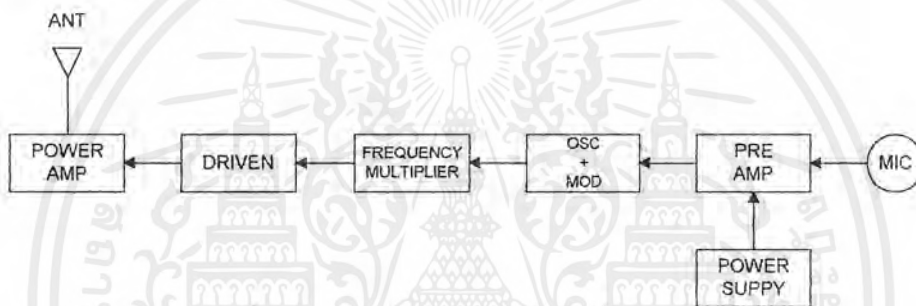 ANT
POWER
AMP
DRIVEN
FREQUENCY
MULTIPLIER
OSC
+
MOD
PRE
AMP
MIC
POWER
SUPPY